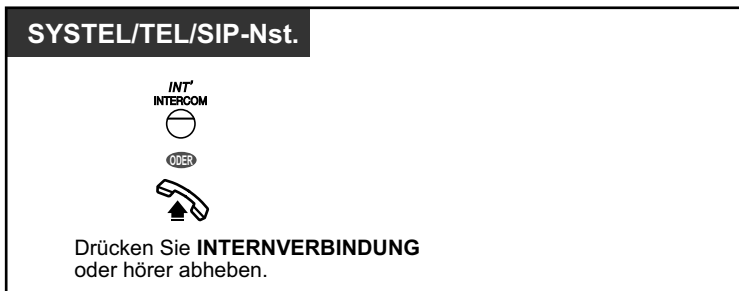 SYSTEL/TEL/SIP-Nst.
INT'
INTERCOM
ODER
Drücken Sie INTERNVERBINDUNG
oder hörer abheben.